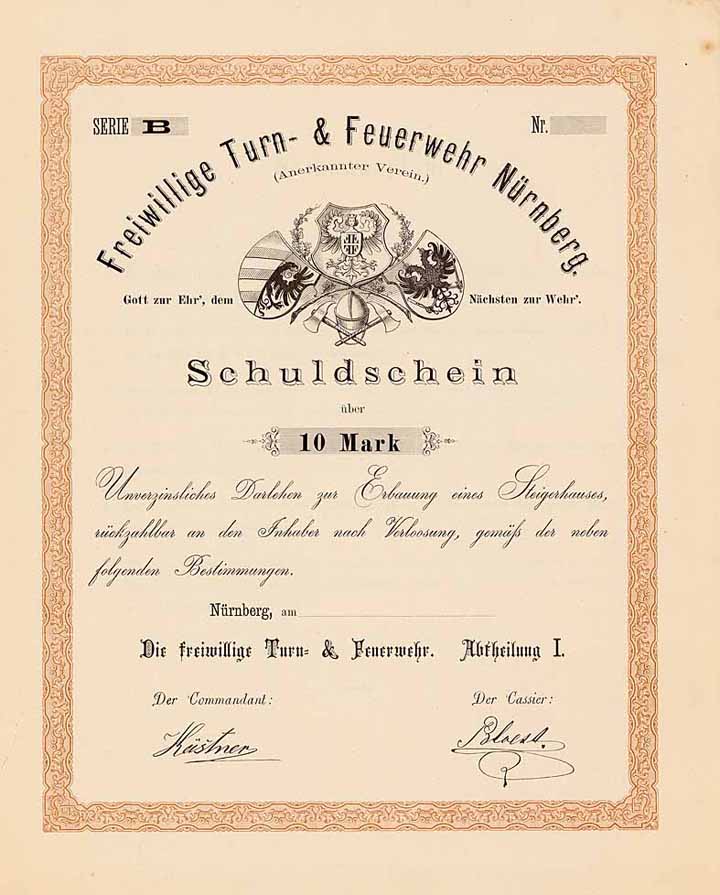 SERIE B Nr.
Freiwillige Turn- & Feuerwehr Nürnberg.
(Anerkannter Verein.)
Gott zur Ehr', dem Nächsten zur Wehr'.
Schuldschein
über
10 Mark
Unverzinsliches Darlehen zur Erbauung eines Steigerhauses,
rückzahlbar an den Inhaber nach Verloosung, gemäß der neben
folgenden Bestimmungen.
Nürnberg, am
Die freiwillige Turn- & Feuerwehr. Abtheilung I.
Der Commandant: Der Cassier:
Kästner